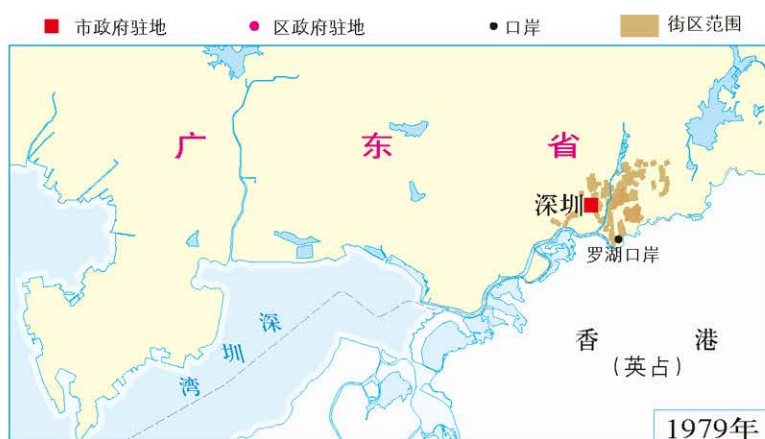 市政府驻地 区政府驻地 口岸 街区范围
广东省
深圳
罗湖口岸
深圳湾
香港
(英占)
1979年